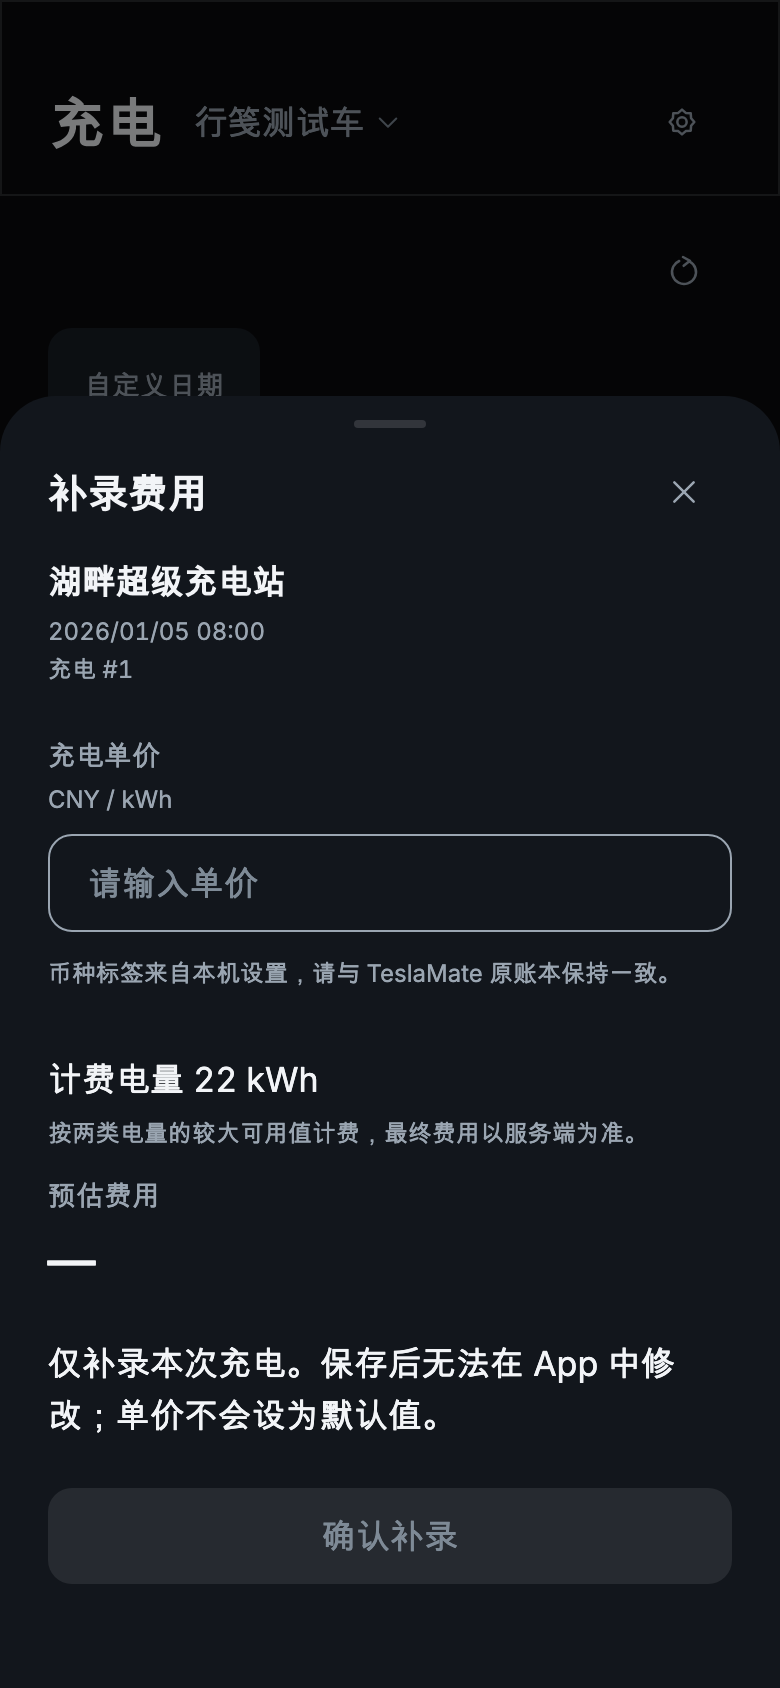 充电 行笺测试车
自定义日期
补录费用
湖畔超级充电站
2026/01/05 08:00
充电 #1
充电单价
CNY / kWh
请输入单价
币种标签来自本机设置，请与 TeslaMate 原账本保持一致。
计费电量 22 kWh
按两类电量的较大可用值计费，最终费用以服务端为准。
预估费用
—
仅补录本次充电。保存后无法在 App 中修
改；单价不会设为默认值。
确认补录